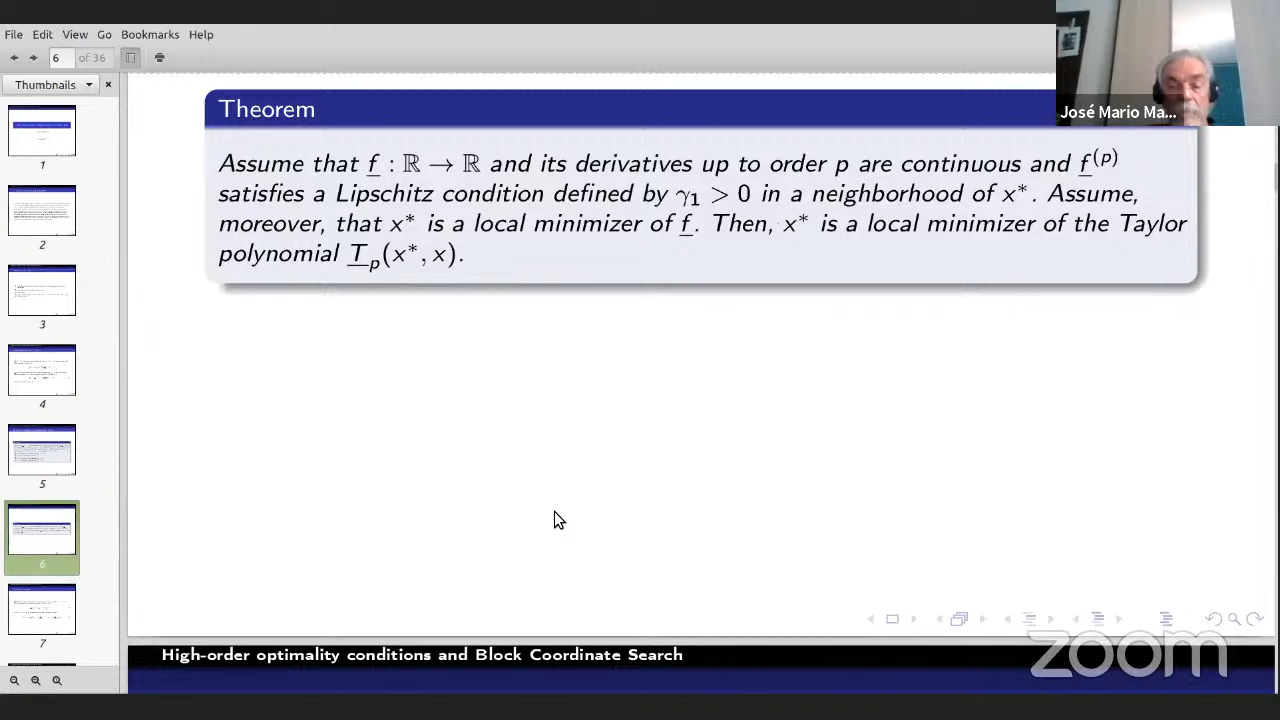 File Edit View Go Bookmarks Help
6 of 36
Thumbnails
1
2
3
4
5
6
7
Theorem
Assume that f : ℝ → ℝ and its derivatives up to order p are continuous and f⁽ᵖ⁾
satisfies a Lipschitz condition defined by γ₁ > 0 in a neighborhood of x*. Assume,
moreover, that x* is a local minimizer of f. Then, x* is a local minimizer of the Taylor
polynomial Tₚ(x*, x).
José Mario Ma...
High-order optimality conditions and Block Coordinate Search
zoom